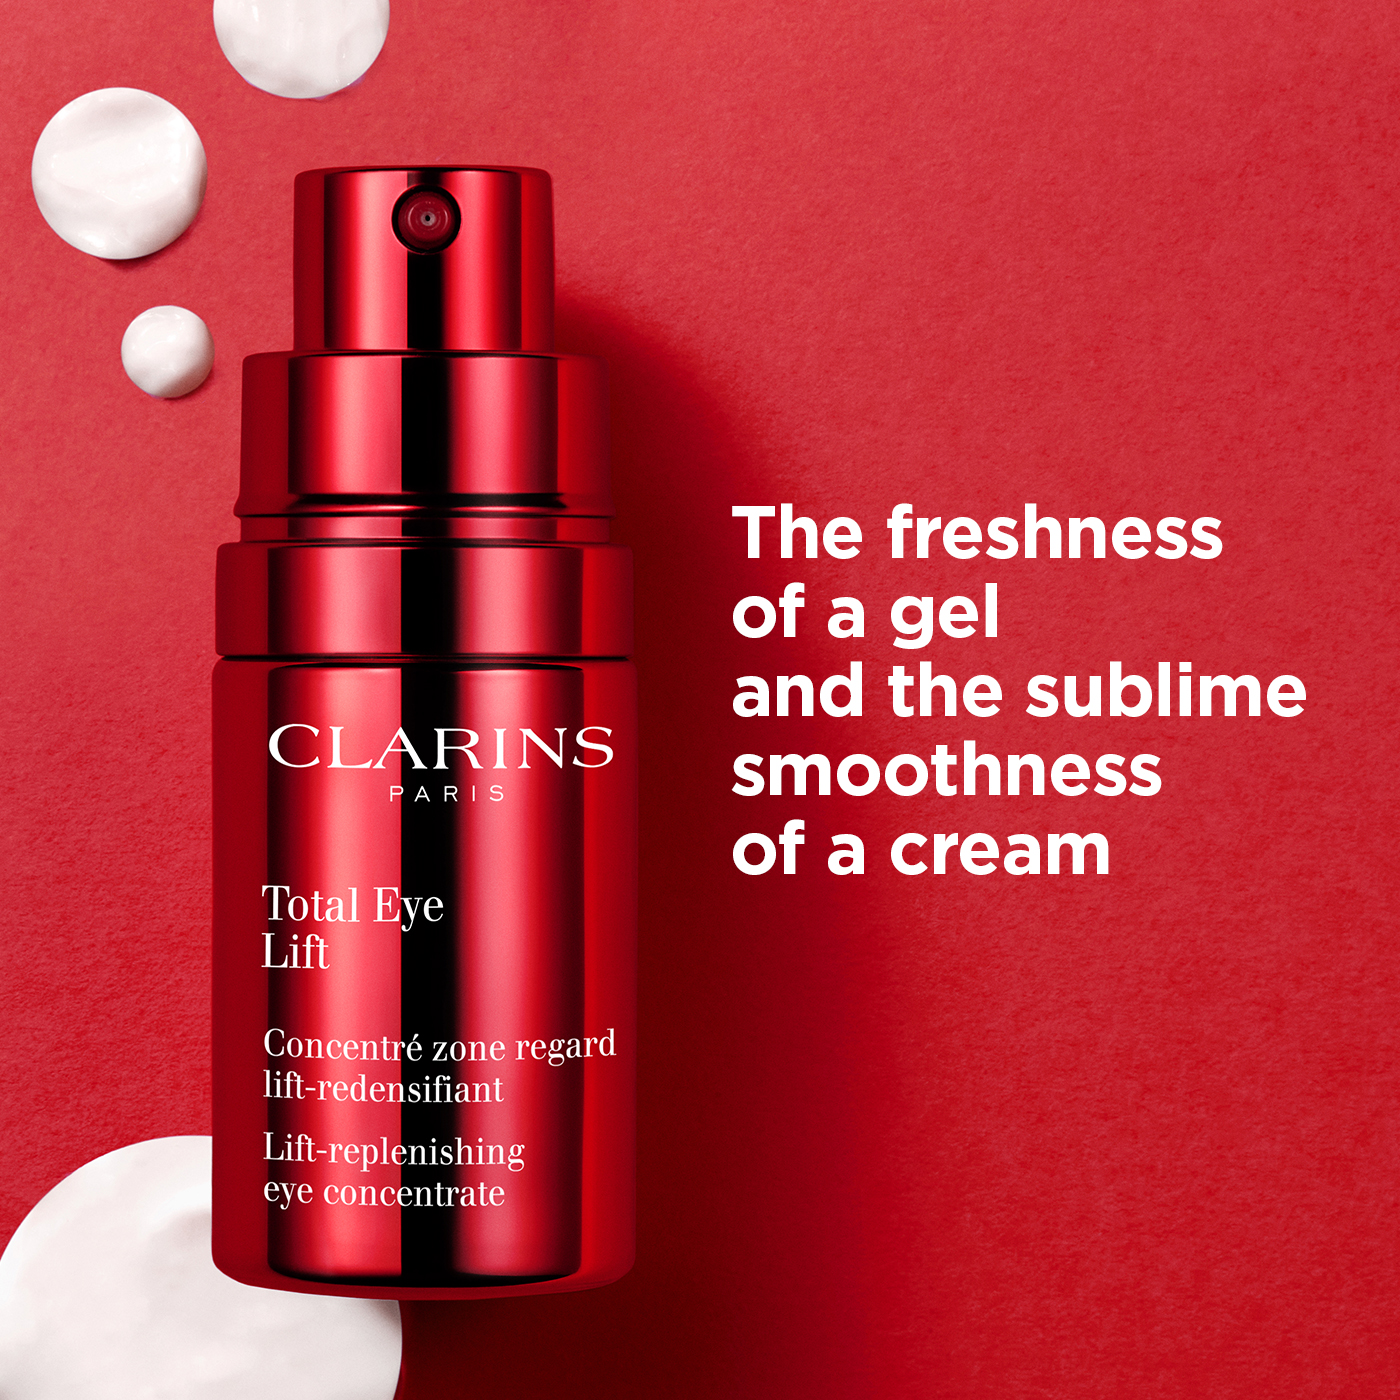 CLARINS
PARIS
Total Eye
Lift
Concentré zone regard
lift-redensifiant
Lift-replenishing
eye concentrate
The freshness
of a gel
and the sublime
smoothness
of a cream